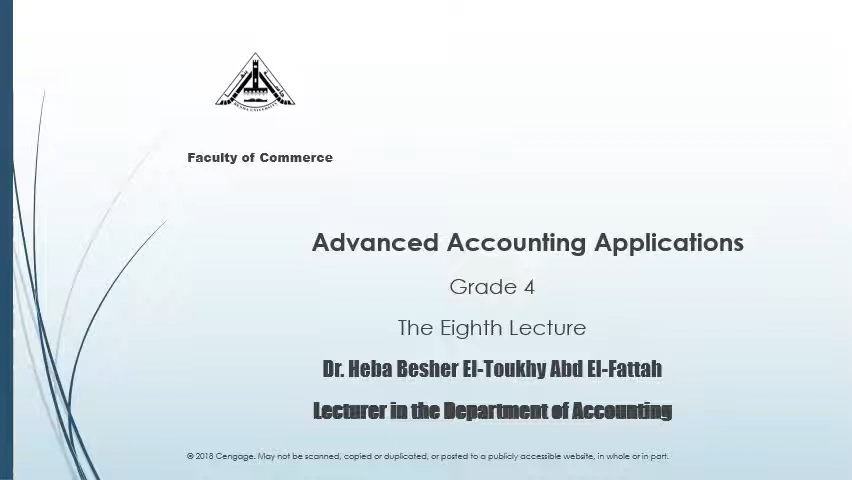 Faculty of Commerce
Advanced Accounting Applications
Grade 4
The Eighth Lecture
Dr. Heba Besher El-Toukhy Abd El-Fattah
Lecturer in the Department of Accounting
© 2018 Cengage. May not be scanned, copied or duplicated, or posted to a publicly accessible website, in whole or in part.